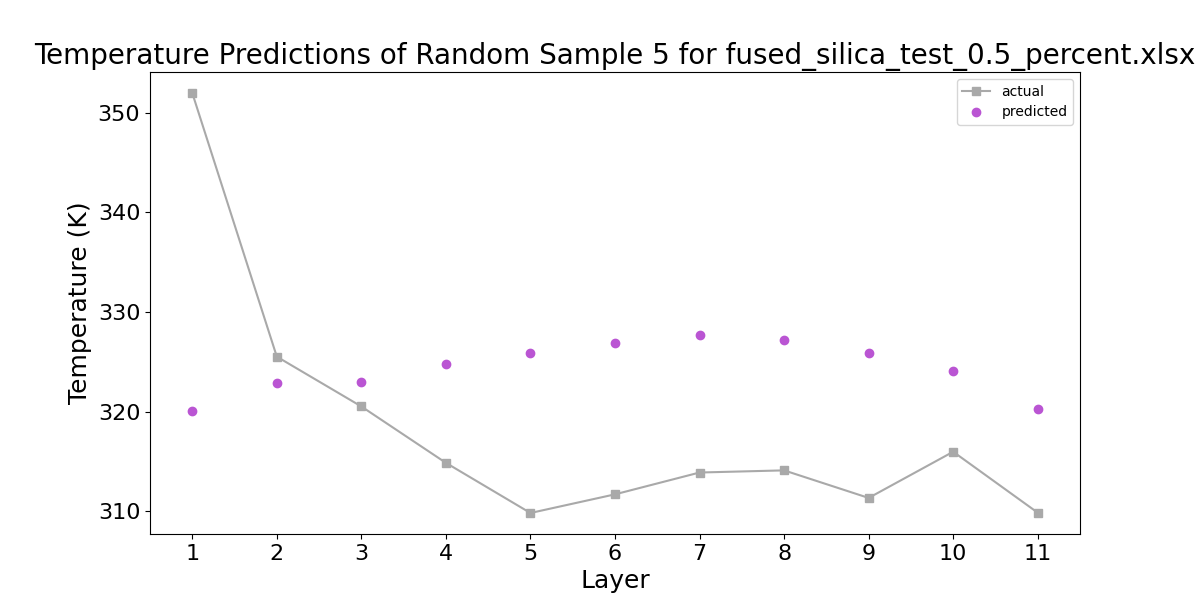 Temperature Predictions of Random Sample 5 for fused_silica_test_0.5_percent.xlsx
actual
predicted
Temperature (K)
350
340
330
320
310
1 2 3 4 5 6 7 8 9 10 11
Layer